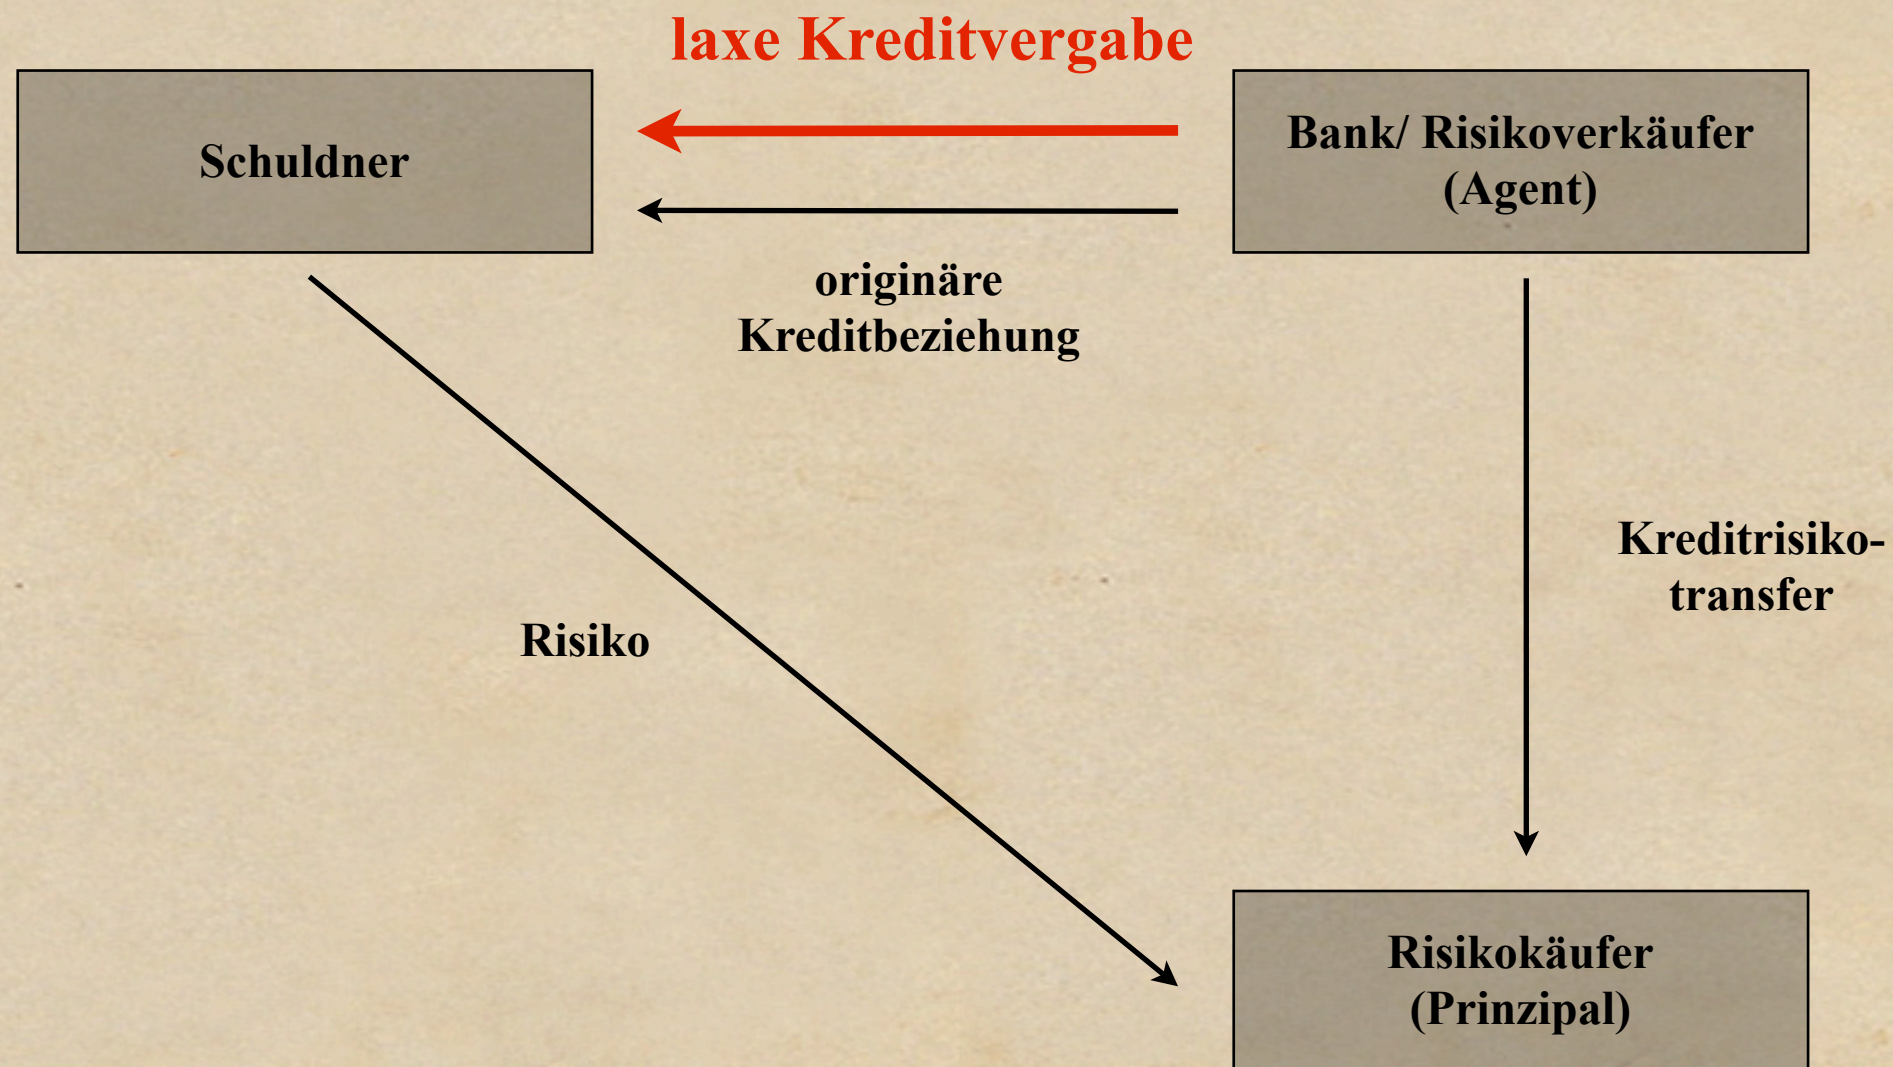 laxe Kreditvergabe
Schuldner
Bank/ Risikoverkäufer
(Agent)
originäre
Kreditbeziehung
Kreditrisiko-
transfer
Risiko
Risikokäufer
(Prinzipal)